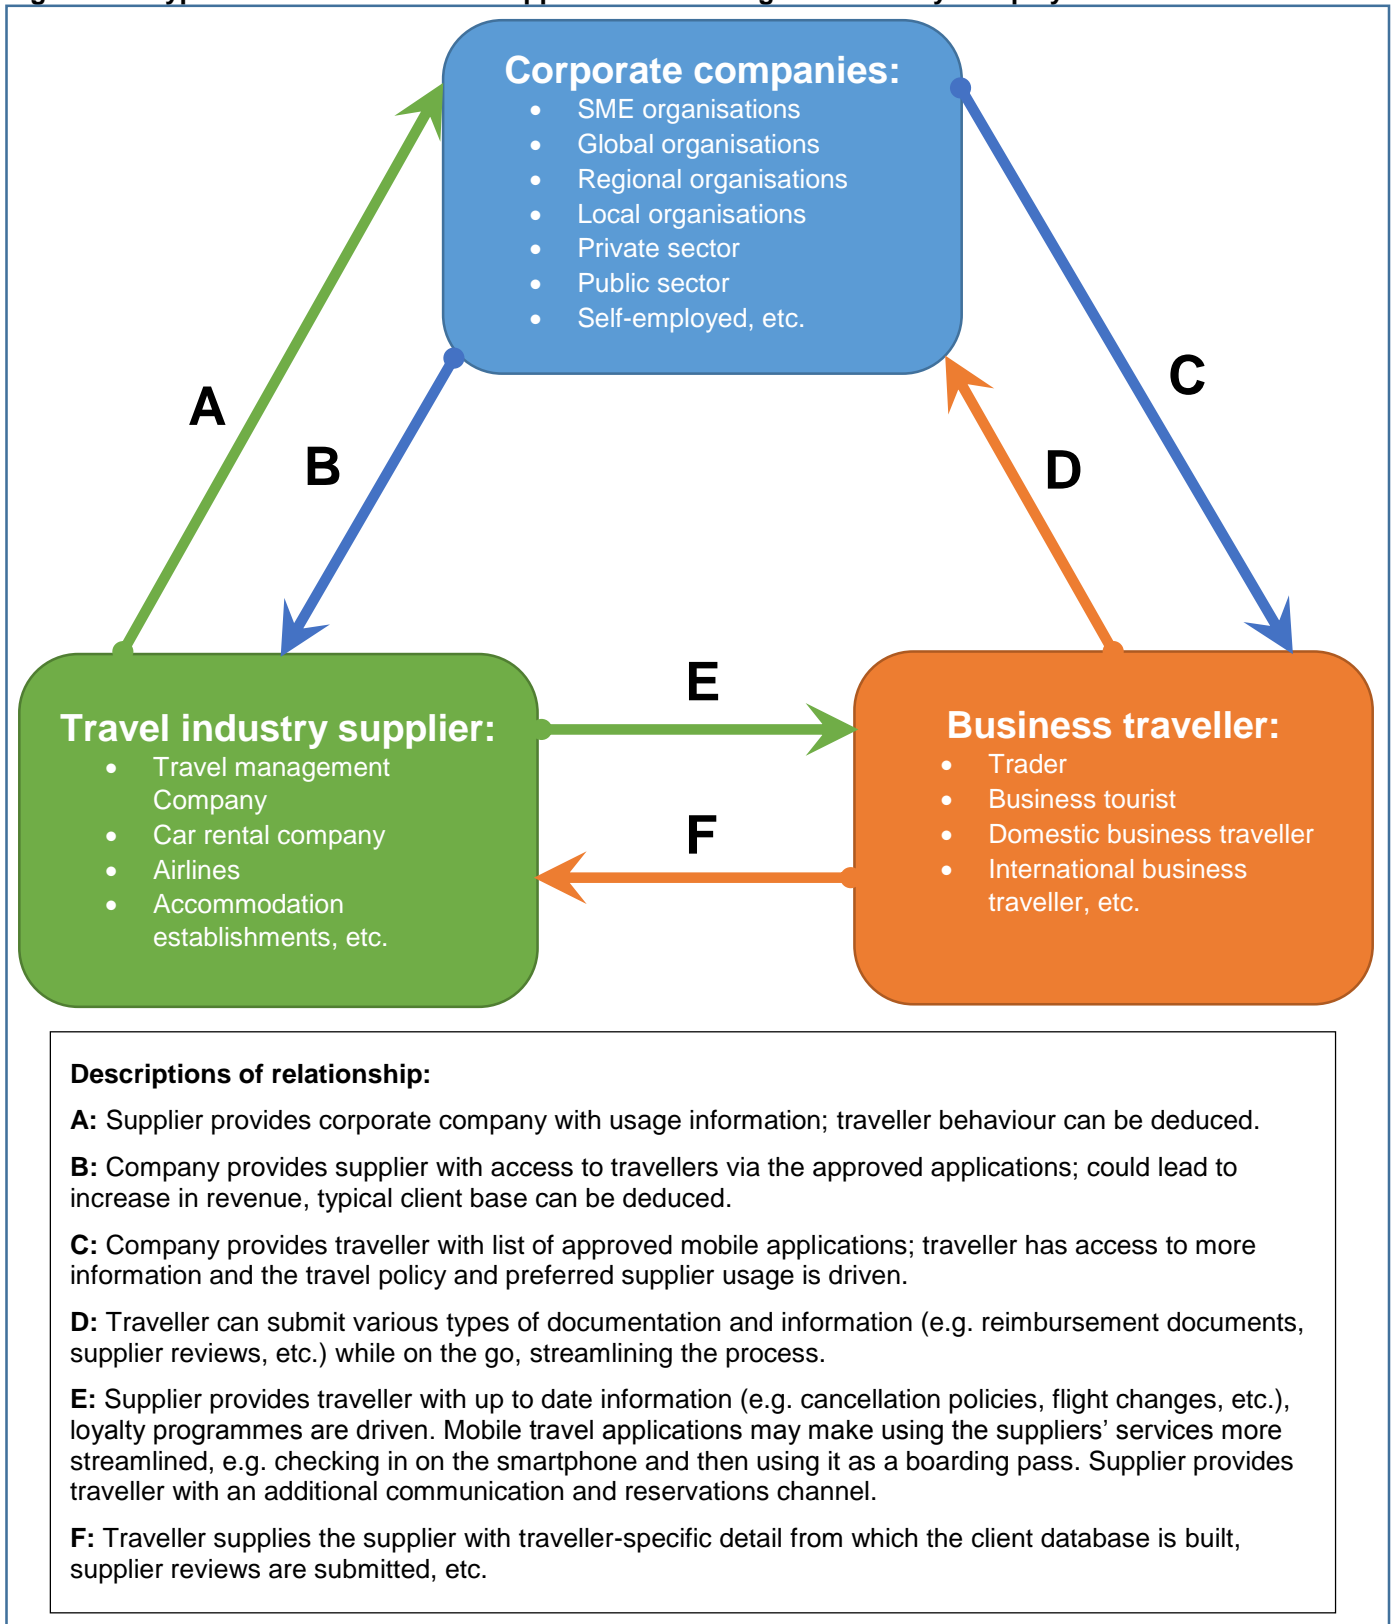 Corporate companies:
• SME organisations
• Global organisations
• Regional organisations
• Local organisations
• Private sector
• Public sector
• Self-employed, etc.
A
B
C
D
E
F
Travel industry supplier:
• Travel management
Company
• Car rental company
• Airlines
• Accommodation
establishments, etc.
Business traveller:
• Trader
• Business tourist
• Domestic business traveller
• International business
traveller, etc.
Descriptions of relationship:
A: Supplier provides corporate company with usage information; traveller behaviour can be deduced.
B: Company provides supplier with access to travellers via the approved applications; could lead to
increase in revenue, typical client base can be deduced.
C: Company provides traveller with list of approved mobile applications; traveller has access to more
information and the travel policy and preferred supplier usage is driven.
D: Traveller can submit various types of documentation and information (e.g. reimbursement documents,
supplier reviews, etc.) while on the go, streamlining the process.
E: Supplier provides traveller with up to date information (e.g. cancellation policies, flight changes, etc.),
loyalty programmes are driven. Mobile travel applications may make using the suppliers’ services more
streamlined, e.g. checking in on the smartphone and then using it as a boarding pass. Supplier provides
traveller with an additional communication and reservations channel.
F: Traveller supplies the supplier with traveller-specific detail from which the client database is built,
supplier reviews are submitted, etc.